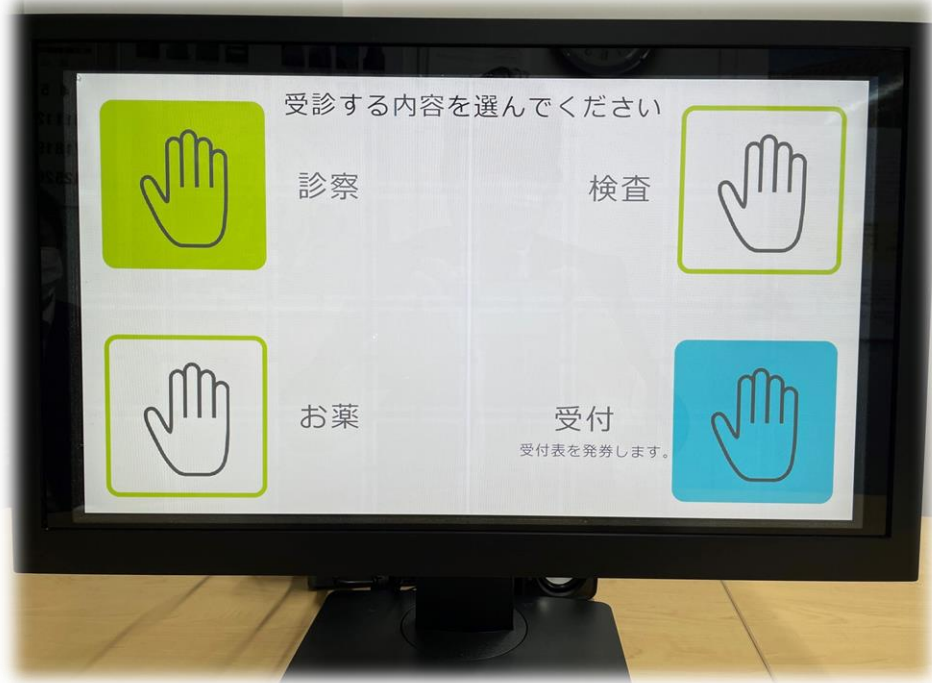 受診する内容を選んでください
診察
検査
お薬
受付
受付表を発券します。